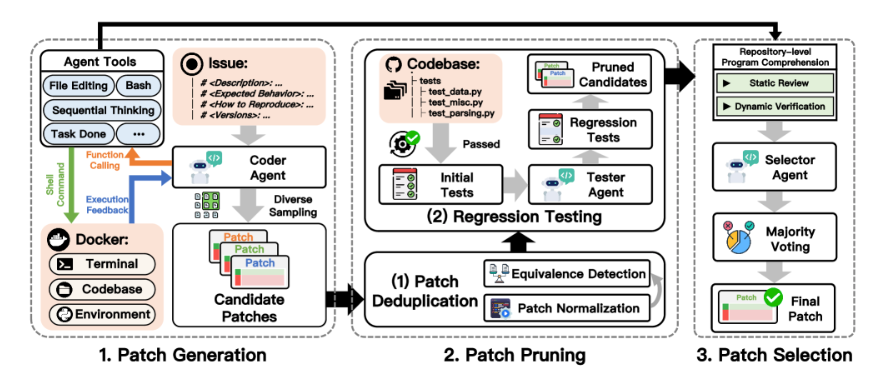 Agent Tools
File Editing
Bash
Sequential Thinking
Task Done
...
Issue:
# <Description>: ...
# <Expected Behavior>: ...
# <How to Reproduce>: ...
# <Versions>: ...
Function
Calling
Shell
Command
Execution
Feedback
Coder
Agent
Diverse
Sampling
Docker:
Terminal
Codebase
Environment
Patch
Patch
Patch
Candidate
Patches
1. Patch Generation
Codebase:
tests
test_data.py
test_misc.py
test_parsing.py
Passed
Initial
Tests
Tester
Agent
Regression
Tests
Patch
Patch
Pruned
Candidates
(2) Regression Testing
(1) Patch
Deduplication
Equivalence Detection
Patch Normalization
2. Patch Pruning
Repository-level
Program Comprehension
Static Review
Dynamic Verification
Selector
Agent
Majority
Voting
Patch
Final
Patch
3. Patch Selection